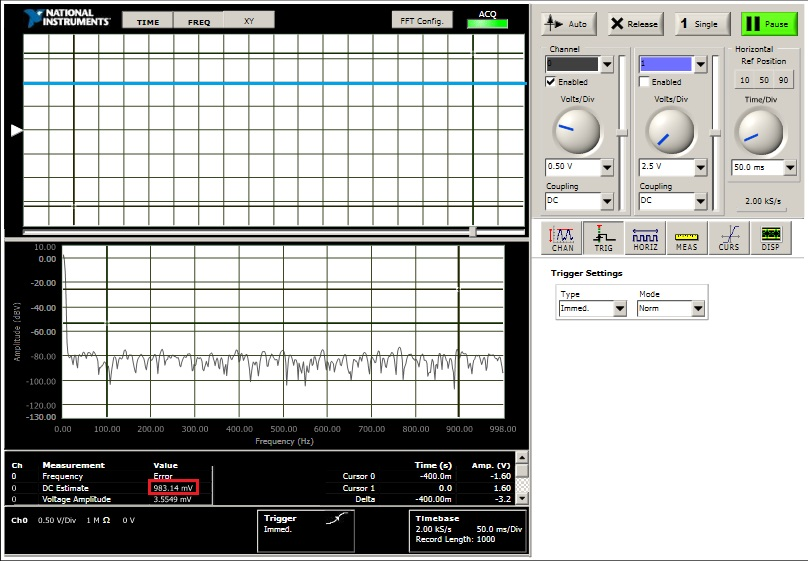 NATIONAL INSTRUMENTS
TIME FREQ XY
FFT Config.
ACQ
Auto Release 1 Single Pause
Channel
0
Enabled
Volts/Div
0.50 V
Coupling
DC
1
Enabled
Volts/Div
2.5 V
Coupling
DC
Horizontal
Ref Position
10 50 90
Time/Div
50.0 ms
2.00 kS/s
CHAN TRIG HORIZ MEAS CURS DISP
Trigger Settings
Type Mode
Immed. Norm
Amplitude (dBV)
10.00
0.00
-20.00
-40.00
-60.00
-80.00
-100.00
-120.00
-130.00
0.00 100.00 200.00 300.00 400.00 500.00 600.00 700.00 800.00 900.00 998.00
Frequency (Hz)
Ch Measurement Value
0 Frequency Error
0 DC Estimate 983.14 mV
0 Voltage Amplitude 3.5549 mV
Time (s) Amp. (V)
Cursor 0 -400.0m -1.60
Cursor 1 0.0 1.60
Delta -400.00m -3.2
Ch0 0.50 V/Div 1 M Ω 0 V
Trigger
Immed.
Timebase
2.00 kS/s 50.0 ms/Div
Record Length: 1000